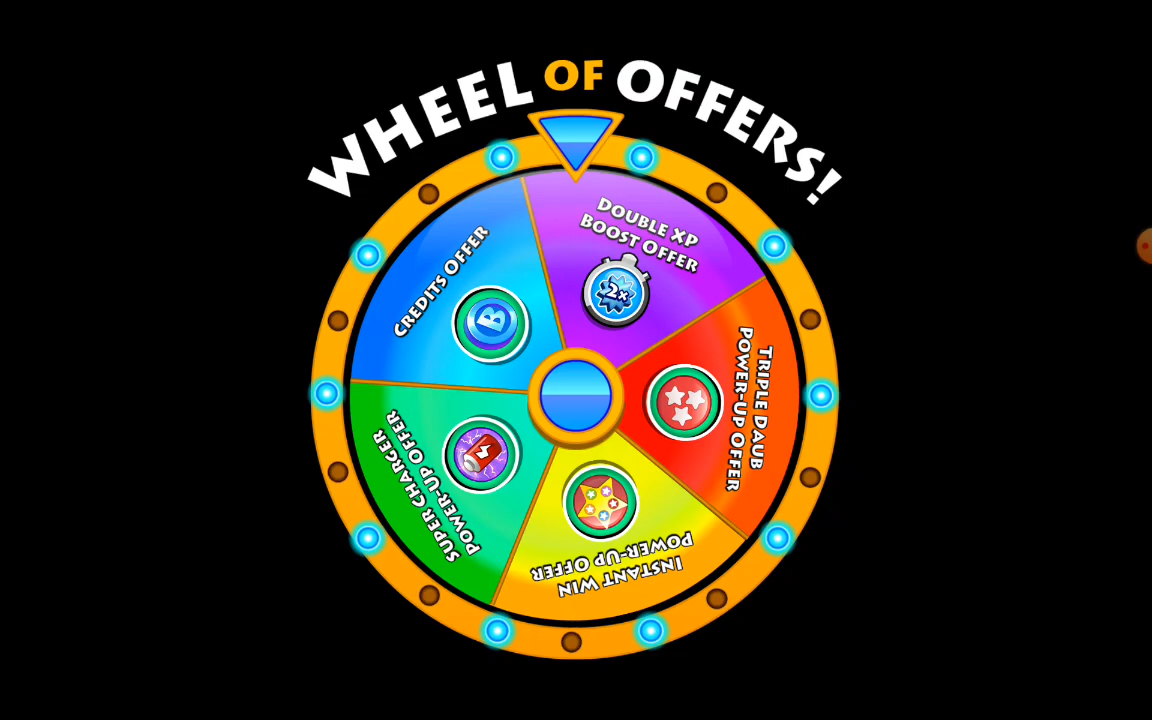 WHEEL OF OFFERS!
DOUBLE XP
BOOST OFFER
2x
CREDITS OFFER
B
TRIPLE DAUB
POWER-UP OFFER
SUPER CHARGER
POWER-UP OFFER
INSTANT WIN
POWER-UP OFFER